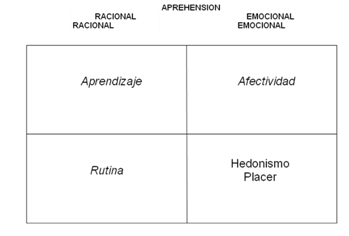 APREHENSION
RACIONAL EMOCIONAL
RACIONAL EMOCIONAL
Aprendizaje Afectividad
Rutina Hedonismo
Placer